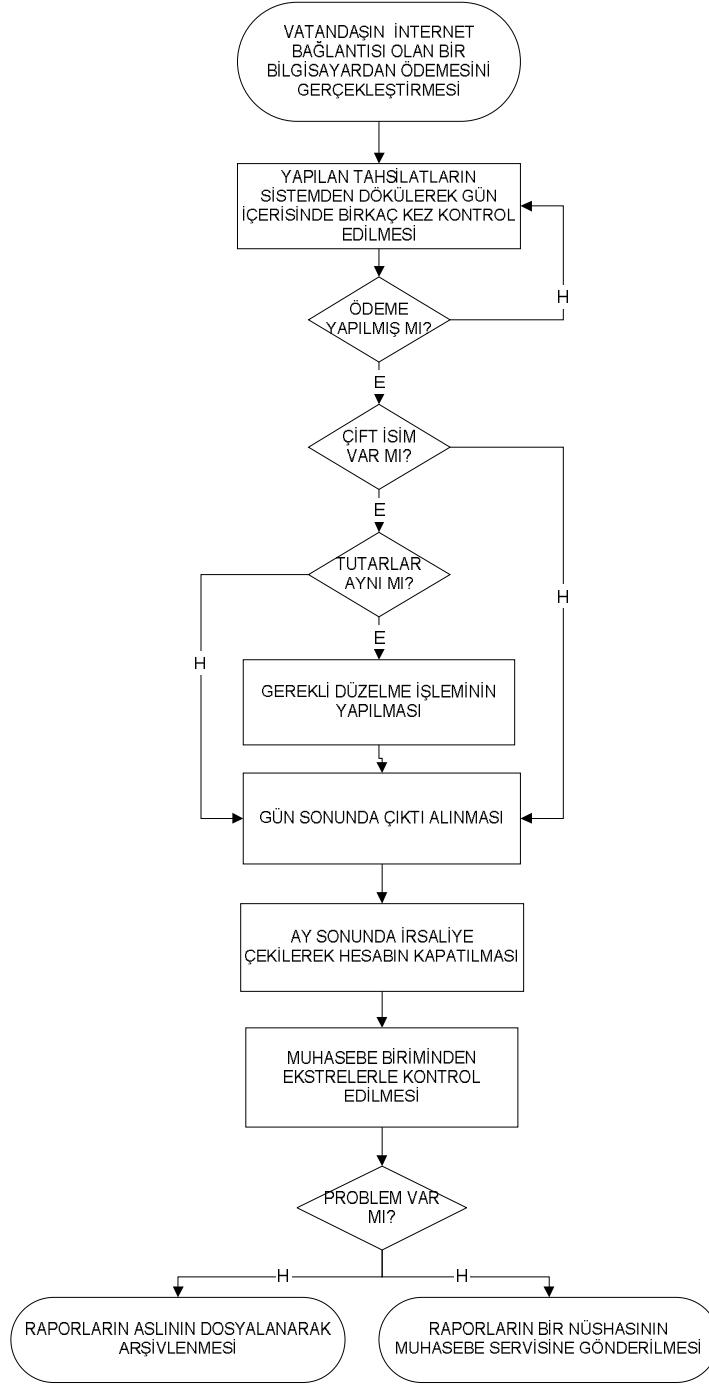 VATANDAŞIN İNTERNET
BAĞLANTISI OLAN BİR
BİLGİSAYARDAN ÖDEMESİNİ
GERÇEKLEŞTİRMESİ
YAPILAN TAHSİLATLARIN
SİSTEMDEN DÖKÜLEREK GÜN
İÇERİSİNDE BİRKAÇ KEZ KONTROL
EDİLMESİ
H
ÖDEME
YAPILMIŞ MI?
E
ÇİFT İSİM
VAR MI?
E
TUTARLAR
AYNI MI?
H
E
H
GEREKLİ DÜZELME İŞLEMİNİN
YAPILMASI
GÜN SONUNDA ÇIKTI ALINMASI
AY SONUNDA İRSALİYE
ÇEKİLEREK HESABIN KAPATILMASI
MUHASEBE BİRİMİNDEN
EKSTRELERLE KONTROL
EDİLMESİ
PROBLEM VAR
MI?
H
H
RAPORLARIN ASLININ DOSYALANARAK
ARŞİVLENMESİ
RAPORLARIN BİR NÜSHASININ
MUHASEBE SERVİSİNE GÖNDERİLMESİ